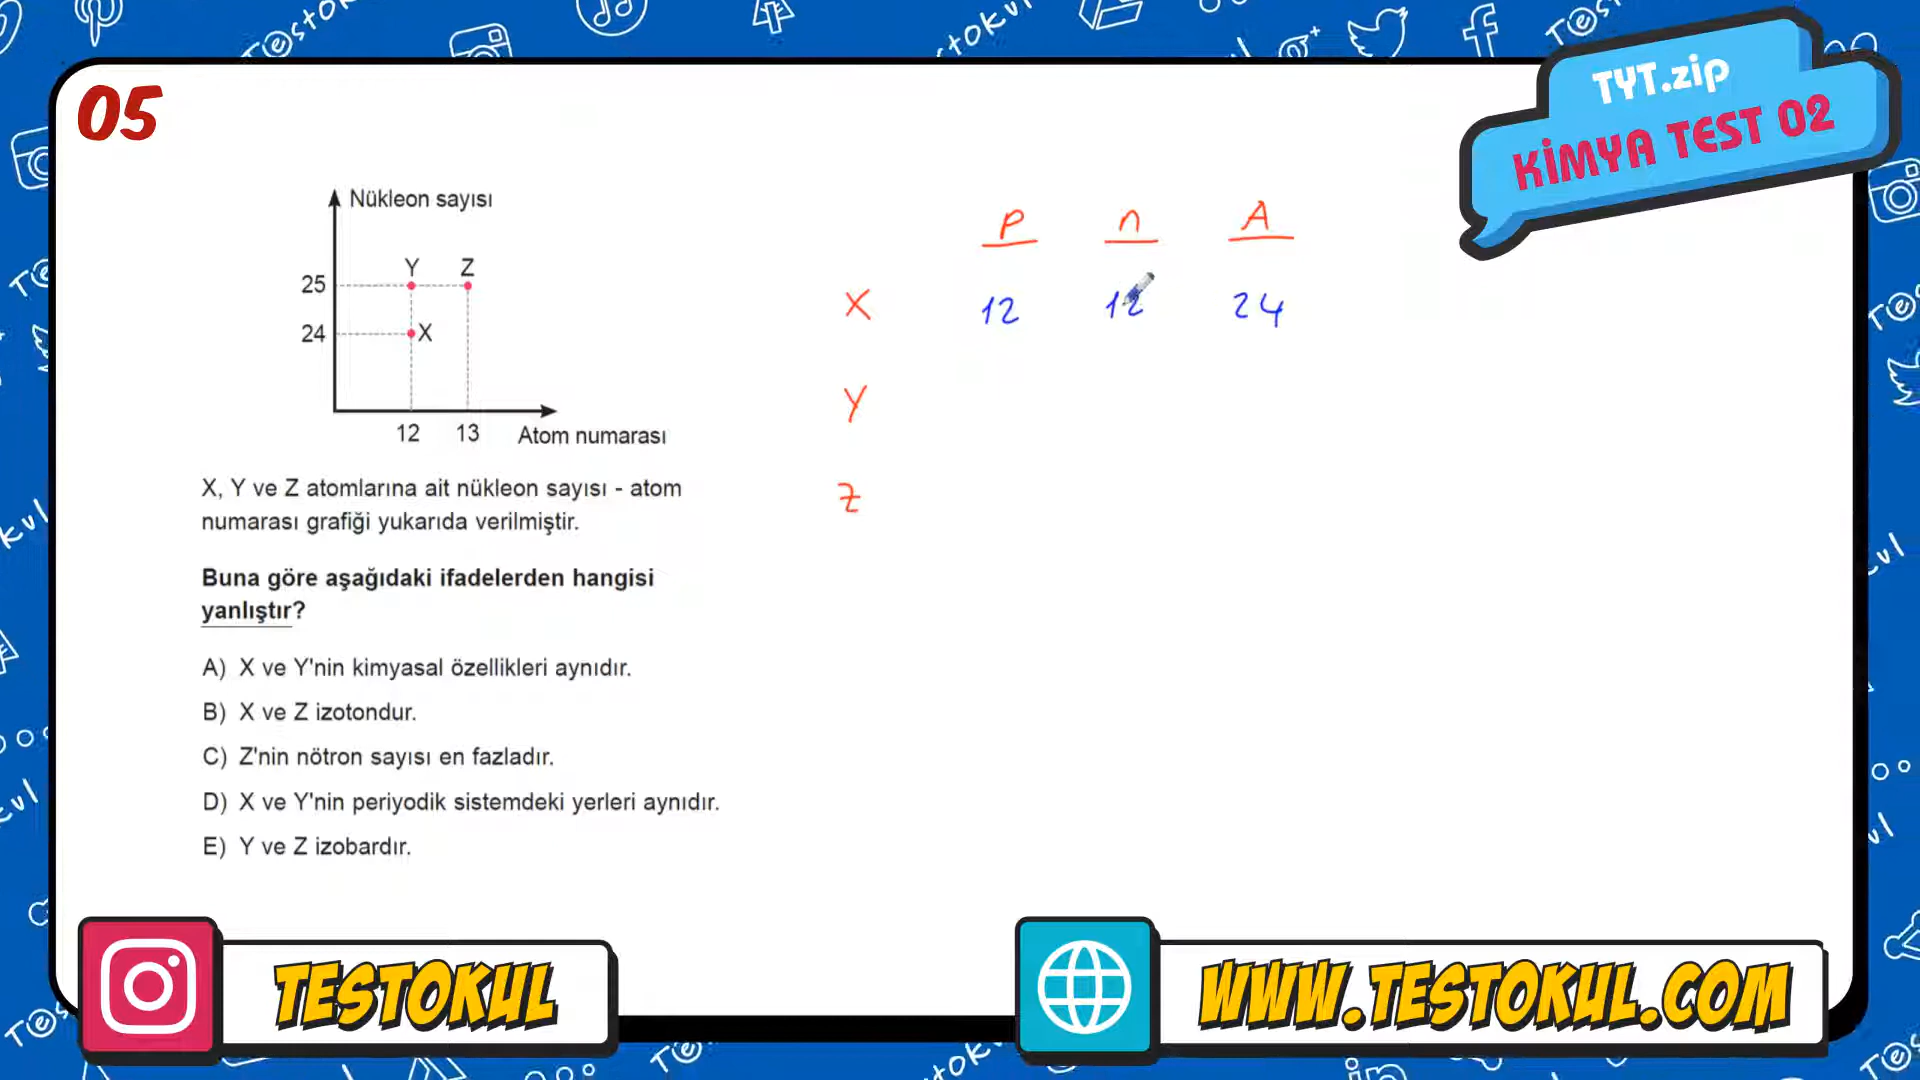 05
TYT.zip
KİMYA TEST 02
Nükleon sayısı
Y Z
25
24 X
12 13 Atom numarası
p n A
X 12 12 24
Y
Z
X, Y ve Z atomlarına ait nükleon sayısı - atom
numarası grafiği yukarıda verilmiştir.
Buna göre aşağıdaki ifadelerden hangisi
yanlıştır?
A) X ve Y'nin kimyasal özellikleri aynıdır.
B) X ve Z izotondur.
C) Z'nin nötron sayısı en fazladır.
D) X ve Y'nin periyodik sistemdeki yerleri aynıdır.
E) Y ve Z izobardır.
TESTOKUL
WWW.TESTOKUL.COM